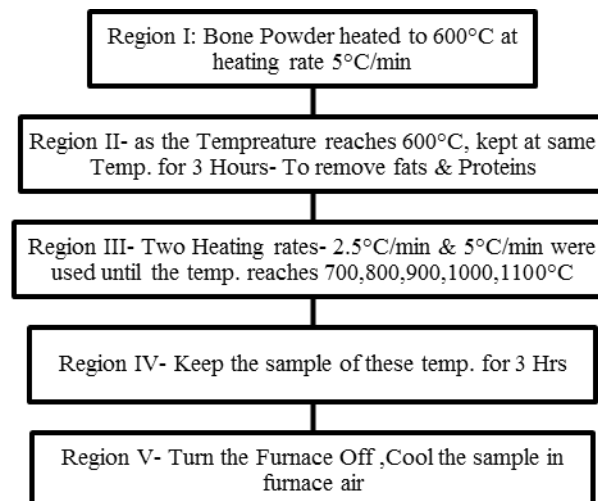 Region I: Bone Powder heated to 600°C at
heating rate 5°C/min
Region II- as the Tempreature reaches 600°C, kept at same
Temp. for 3 Hours- To remove fats & Proteins
Region III- Two Heating rates- 2.5°C/min & 5°C/min were
used until the temp. reaches 700,800,900,1000,1100°C
Region IV- Keep the sample of these temp. for 3 Hrs
Region V- Turn the Furnace Off ,Cool the sample in
furnace air